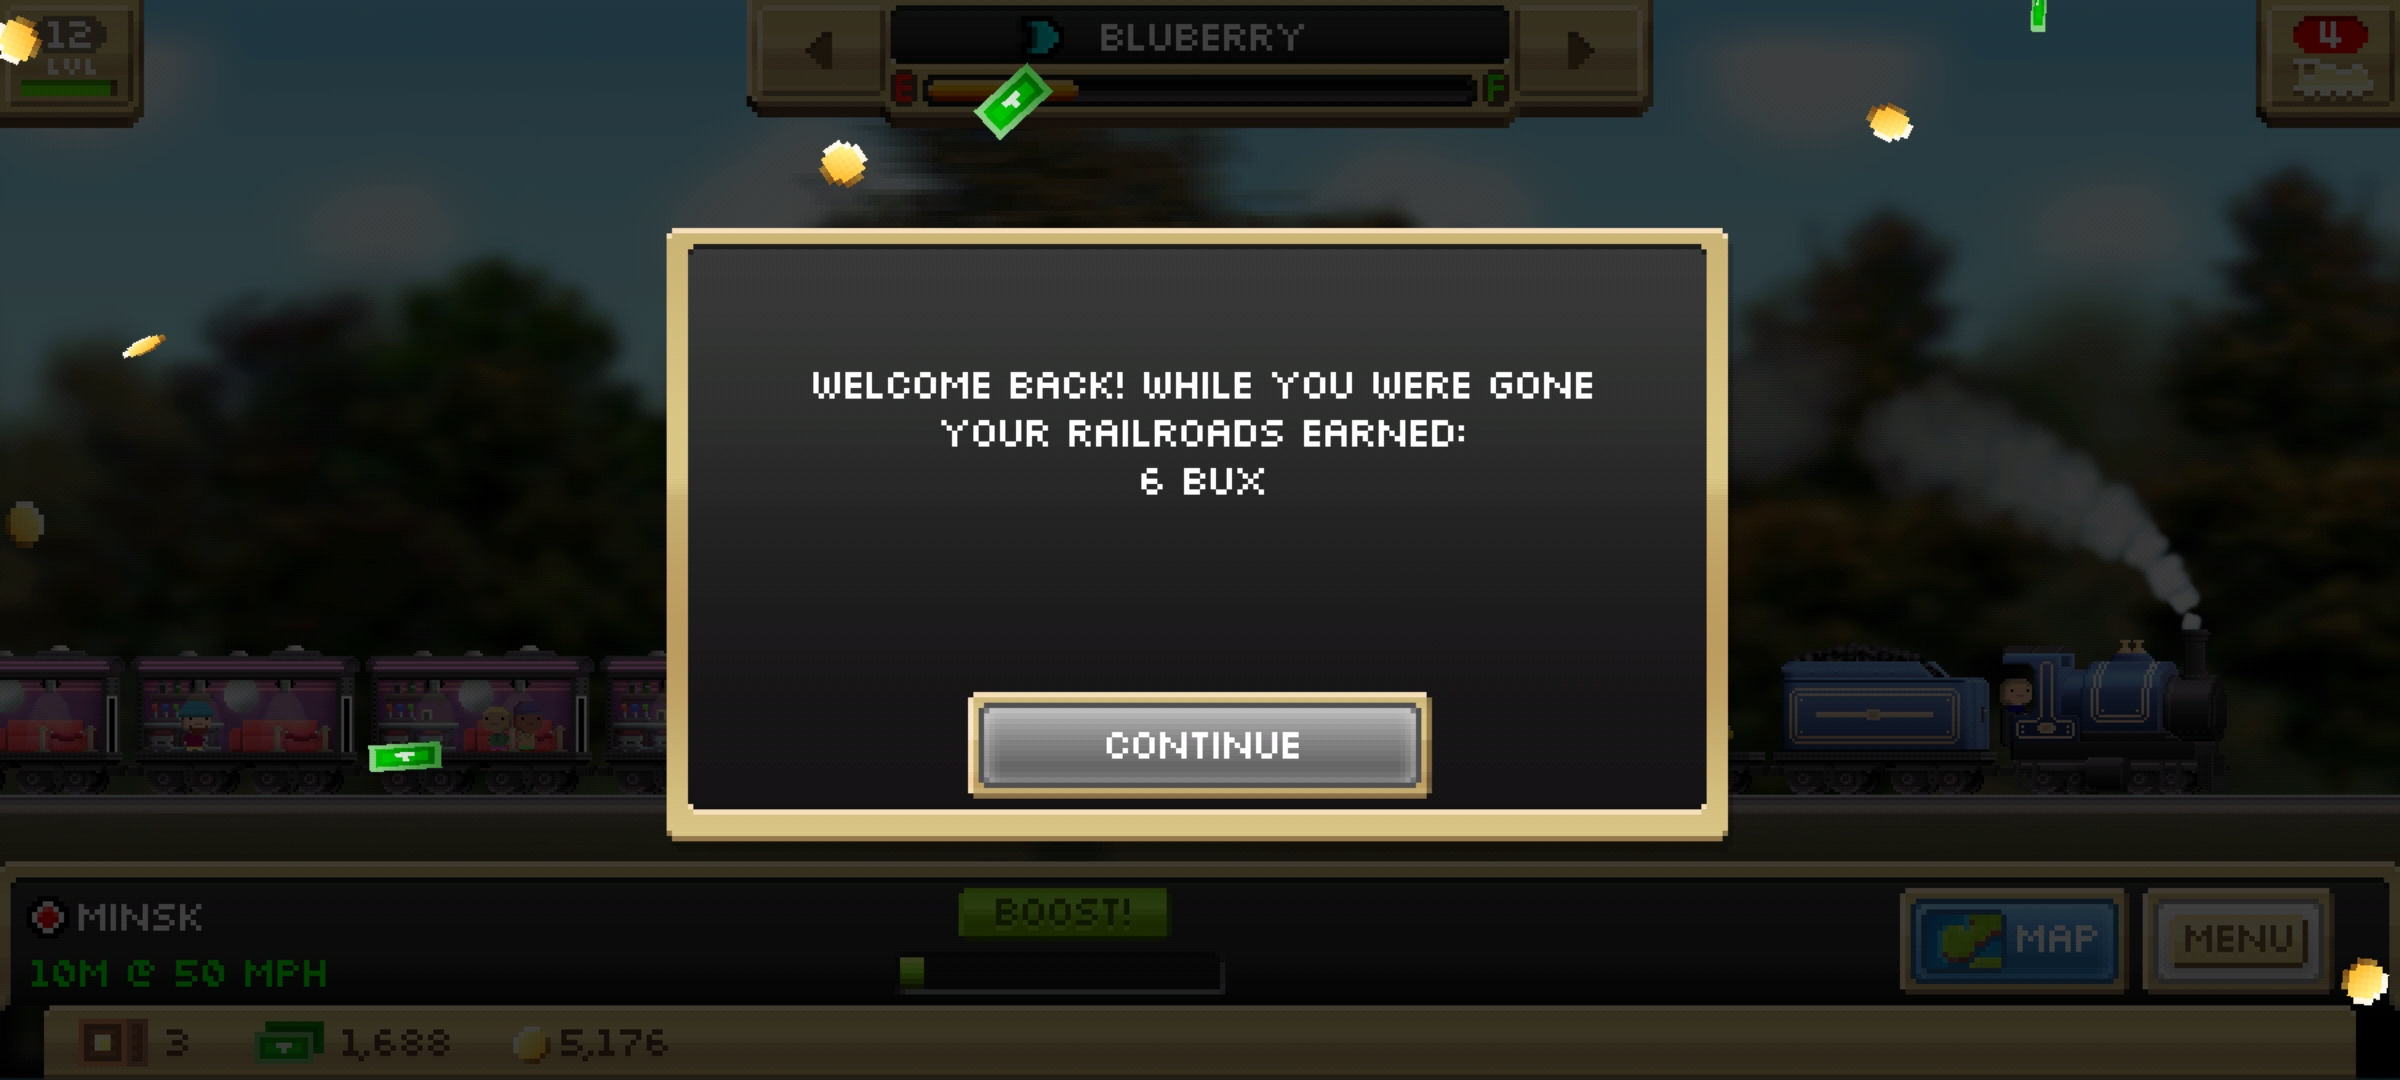 12
LVL
BLUBERRY
E F
4
WELCOME BACK! WHILE YOU WERE GONE
YOUR RAILROADS EARNED:
6 BUX
CONTINUE
MINSK
10M @ 50 MPH
BOOST!
MAP
MENU
3
1,688
5,176